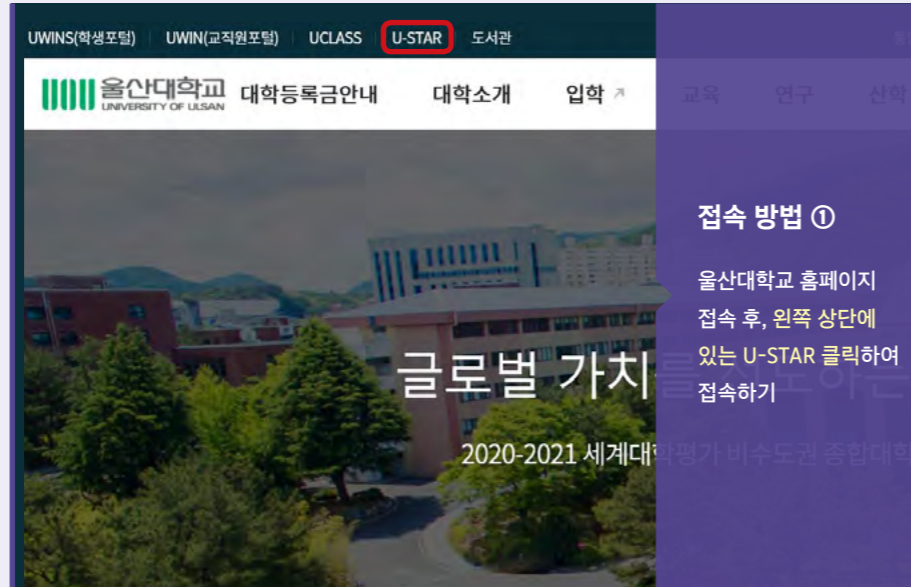 UWINS(학생포털) UWIN(교직원포털) UCLASS U-STAR 도서관
울산대학교 대학등록금안내 대학소개 입학 교육 연구 산학
UNIVERSITY OF ULSAN
접속 방법 ①
울산대학교 홈페이지
접속 후, 왼쪽 상단에
있는 U-STAR 클릭하여
접속하기
글로벌 가치를 선도하는
2020-2021 세계대학평가 비수도권 종합대학